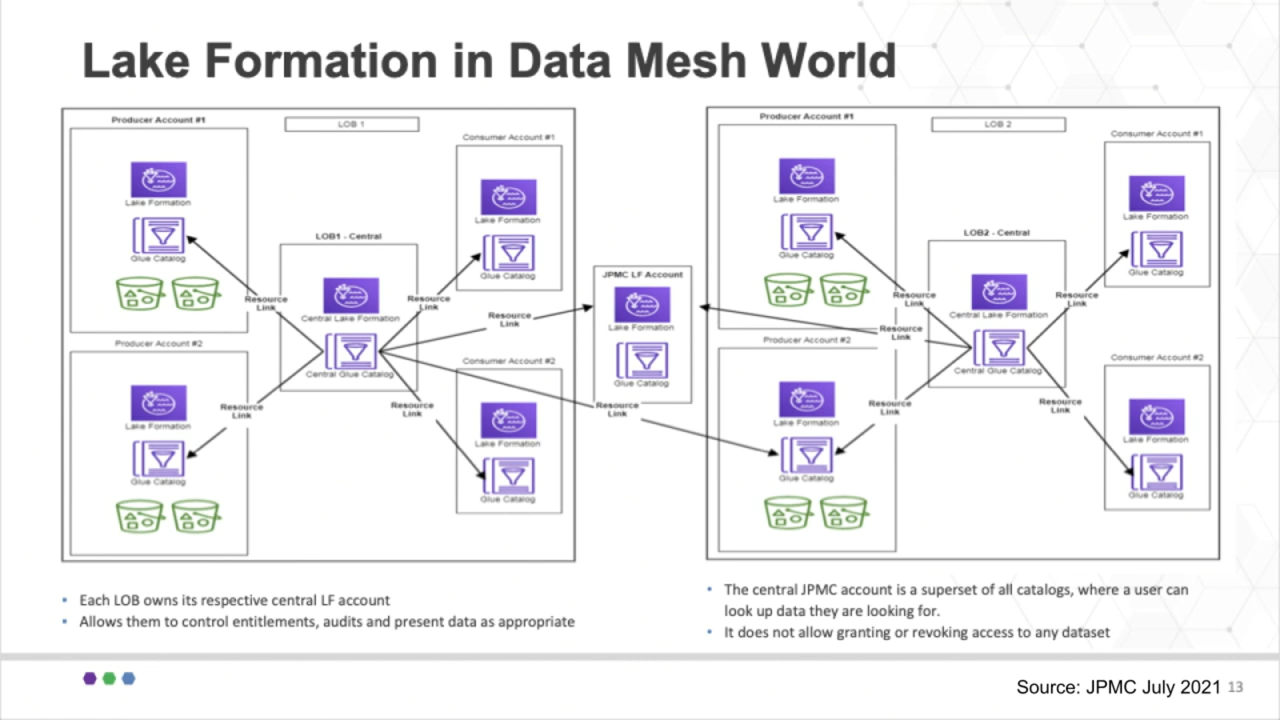 Lake Formation in Data Mesh World
Producer Account #1
LOB 1
Consumer Account #1
Lake Formation
Glue Catalog
Lake Formation
Glue Catalog
LOB1 - Central
Central Lake Formation
Central Glue Catalog
Resource
Link
Resource
Link
Resource
Link
Producer Account #2
Lake Formation
Glue Catalog
Resource
Link
Resource
Link
Consumer Account #2
Lake Formation
Glue Catalog
JPMC LF Account
Lake Formation
Glue Catalog
Resource
Link
Producer Account #1
LOB 2
Consumer Account #1
Lake Formation
Glue Catalog
Lake Formation
Glue Catalog
LOB2 - Central
Central Lake Formation
Central Glue Catalog
Resource
Link
Resource
Link
Resource
Link
Producer Account #2
Lake Formation
Glue Catalog
Resource
Link
Resource
Link
Consumer Account #2
Lake Formation
Glue Catalog
• Each LOB owns its respective central LF account
• Allows them to control entitlements, audits and present data as appropriate
• The central JPMC account is a superset of all catalogs, where a user can
look up data they are looking for.
• It does not allow granting or revoking access to any dataset
Source: JPMC July 2021 13